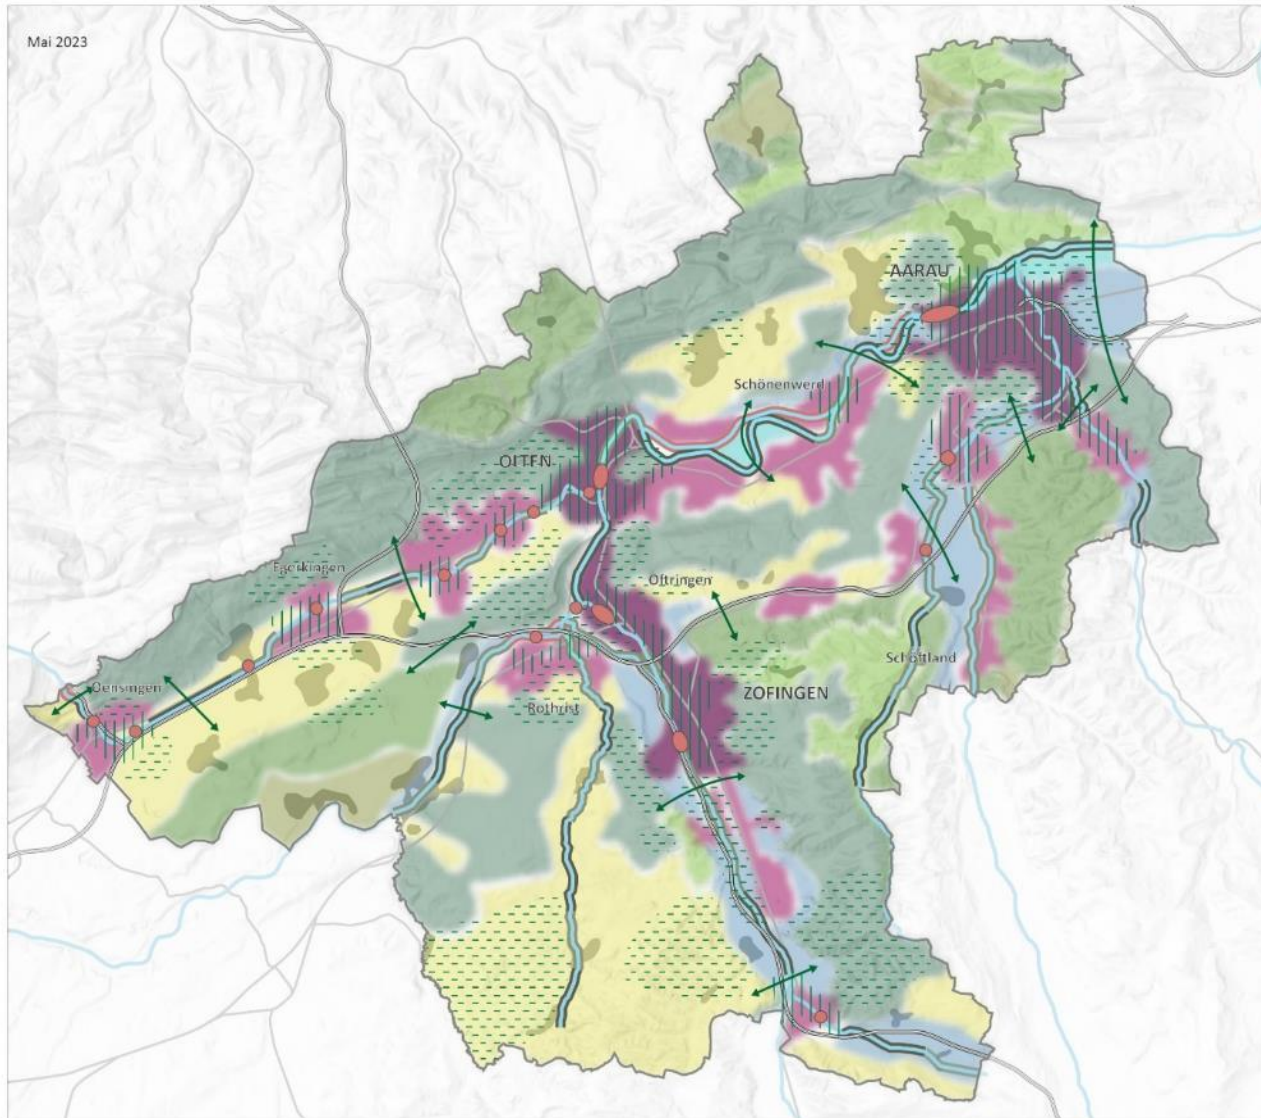 Mai 2023
AARAU
Schönenwerd
OLTEN
Egerkingen
Oftringen
Schöftland
Oensingen
ZOFINGEN
Rothrist